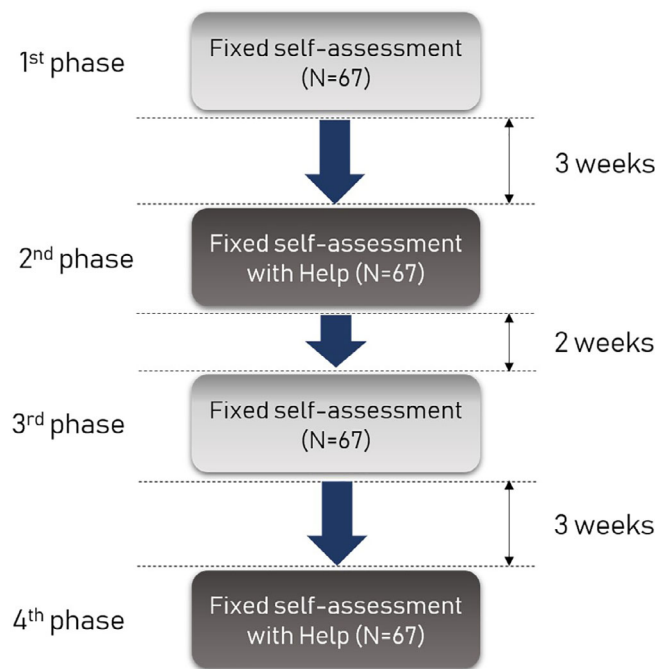 1st phase
Fixed self-assessment
(N=67)
3 weeks
2nd phase
Fixed self-assessment
with Help (N=67)
2 weeks
3rd phase
Fixed self-assessment
(N=67)
3 weeks
4th phase
Fixed self-assessment
with Help (N=67)